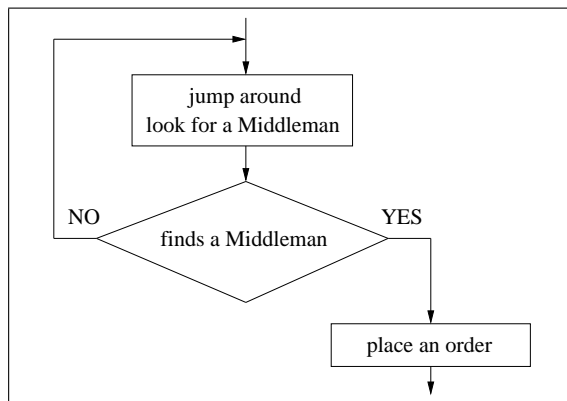 jump around
look for a Middleman
NO
YES
finds a Middleman
place an order